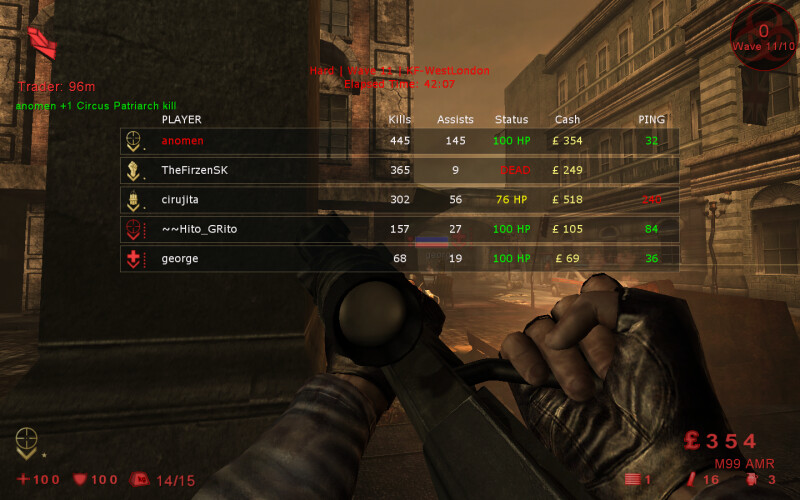 0
Wave 11/10
Trader: 96m
Hard | Wave 11 | KF-WestLondon
Elapsed Time: 42:07
anomen +1 Circus Patriarch kill
PLAYER Kills Assists Status Cash PING
anomen 445 145 100 HP £ 354 32
TheFirzenSK 365 9 DEAD £ 249
cirujita 302 56 76 HP £ 518 340
~~Hito_GRito 157 27 100 HP £ 105 84
george 68 19 100 HP £ 69 36
£354
M99 AMR
100 100 14/15 1 16 3